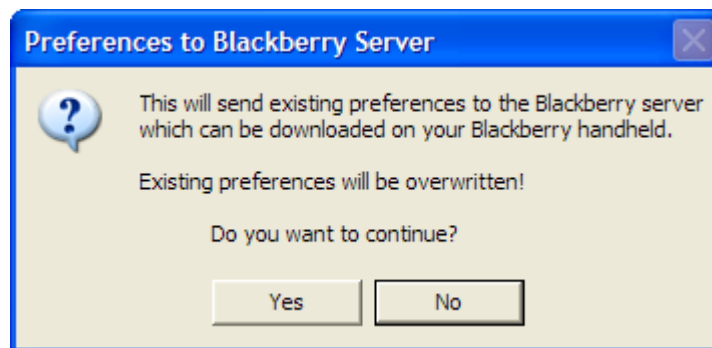 Preferences to Blackberry Server
This will send existing preferences to the Blackberry server
which can be downloaded on your Blackberry handheld.
Existing preferences will be overwritten!
Do you want to continue?
Yes No